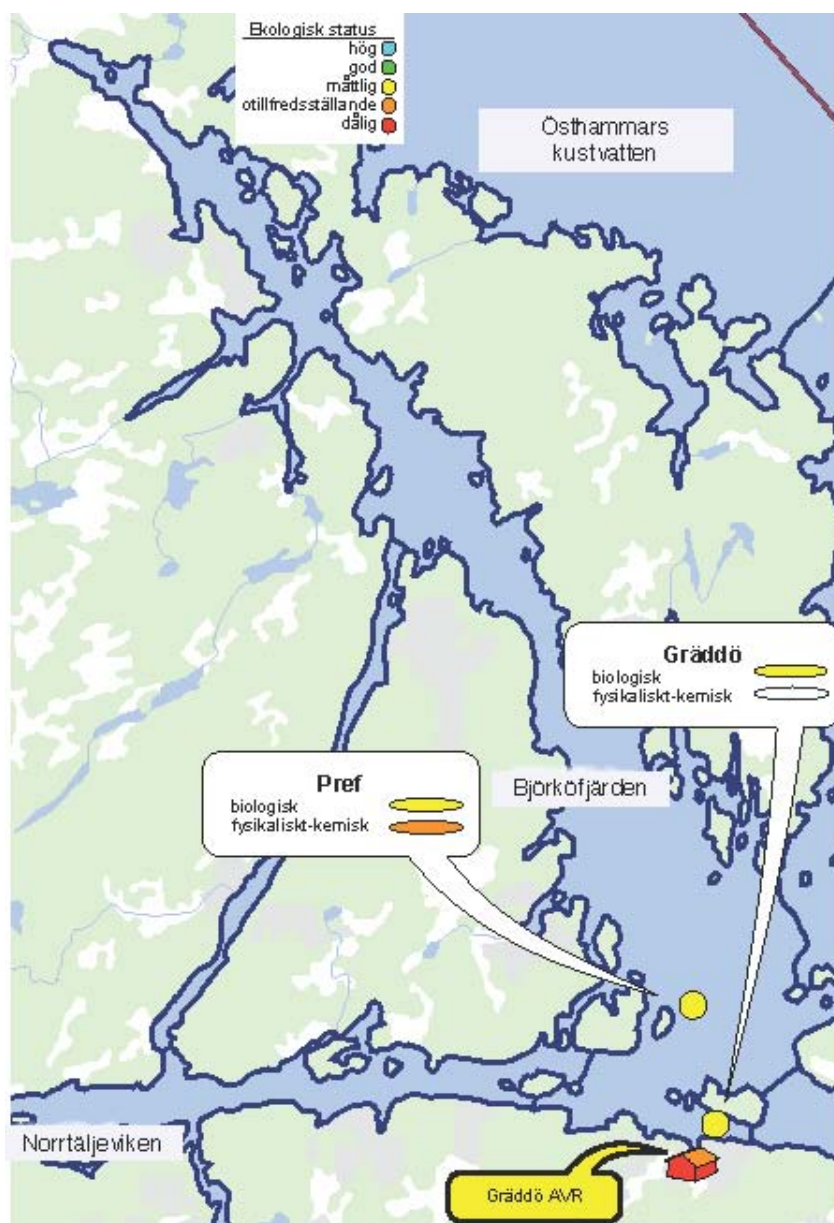 Ekologisk status
hög
god
måttlig
otillfredsställande
dålig
Östhammars
kustvatten
Gräddö
biologisk
fysikaliskt-kemisk
Björköfjärden
Pref
biologisk
fysikaliskt-kemisk
Norrtäljeviken
Gräddö AVR